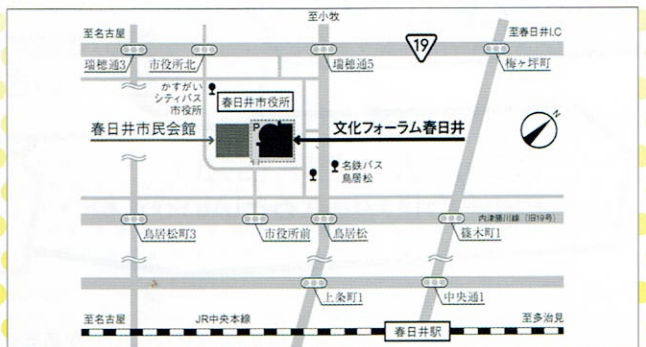 至小牧
至名古屋
19
至春日井I.C
瑞穂通3
市役所北
瑞穂通5
梅ヶ坪町
かすがい
シティバス
市役所
春日井市役所
春日井市民会館
P
文化フォーラム春日井
N
名鉄バス
鳥居松
内津勝川線(旧19号)
鳥居松町3
市役所前
鳥居松
篠木町1
上条町1
中央通1
至名古屋
JR中央本線
至多治見
春日井駅